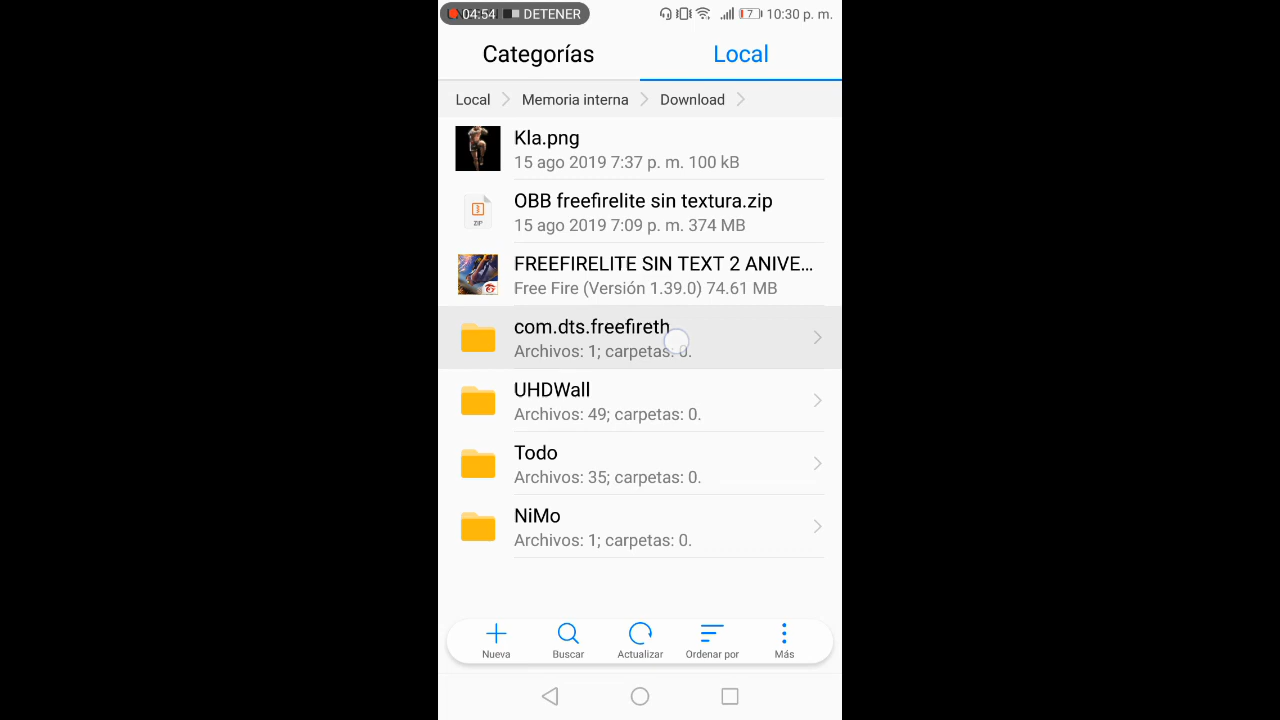 04:54 DETENER 7 10:30 p. m.
Categorías Local
Local Memoria interna Download
Kla.png
15 ago 2019 7:37 p. m. 100 kB
OBB freefirelite sin textura.zip
15 ago 2019 7:09 p. m. 374 MB
ZIP
FREEFIRELITE SIN TEXT 2 ANIVE...
Free Fire (Versión 1.39.0) 74.61 MB
com.dts.freefireth
Archivos: 1; carpetas: 0.
UHDWall
Archivos: 49; carpetas: 0.
Todo
Archivos: 35; carpetas: 0.
NiMo
Archivos: 1; carpetas: 0.
Nueva Buscar Actualizar Ordenar por Más